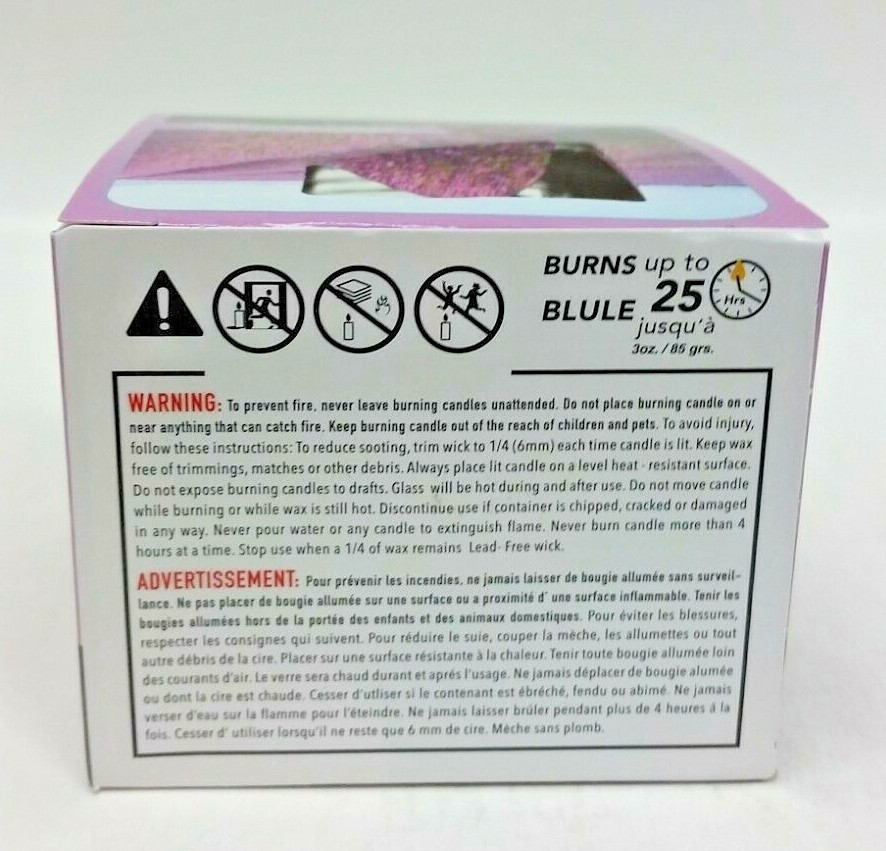 BURNS up to
BLULE 25 Hrs
jusqu'à
3oz. / 85 grs.
WARNING: To prevent fire, never leave burning candles unattended. Do not place burning candle on or
near anything that can catch fire. Keep burning candle out of the reach of children and pets. To avoid injury,
follow these instructions: To reduce sooting, trim wick to 1/4 (6mm) each time candle is lit. Keep wax
free of trimmings, matches or other debris. Always place lit candle on a level heat - resistant surface.
Do not expose burning candles to drafts. Glass will be hot during and after use. Do not move candle
while burning or while wax is still hot. Discontinue use if container is chipped, cracked or damaged
in any way. Never pour water or any candle to extinguish flame. Never burn candle more than 4
hours at a time. Stop use when a 1/4 of wax remains Lead- Free wick.
ADVERTISSEMENT: Pour prévenir les incendies, ne jamais laisser de bougie allumée sans surveil-
lance. Ne pas placer de bougie allumée sur une surface ou a proximité d' une surface inflammable. Tenir les
bougies allumées hors de la portée des enfants et des animaux domestiques. Pour éviter les blessures,
respecter les consignes qui suivent. Pour réduire le suie, couper la mèche, les allumettes ou tout
autre débris de la cire. Placer sur une surface résistante à la chaleur. Tenir toute bougie allumée loin
des courants d'air. Le verre sera chaud durant et aprés l'usage. Ne jamais déplacer de bougie alumée
ou dont la cire est chaude. Cesser d'utliser si le contenant est ébréché, fendu ou abimé. Ne jamais
verser d'eau sur la flamme pour l'éteindre. Ne jamais laisser brúler pendant plus de 4 heures á la
fois. Cesser d' utiliser lorsqu'il ne reste que 6 mm de cire. Mèche sans plomb.